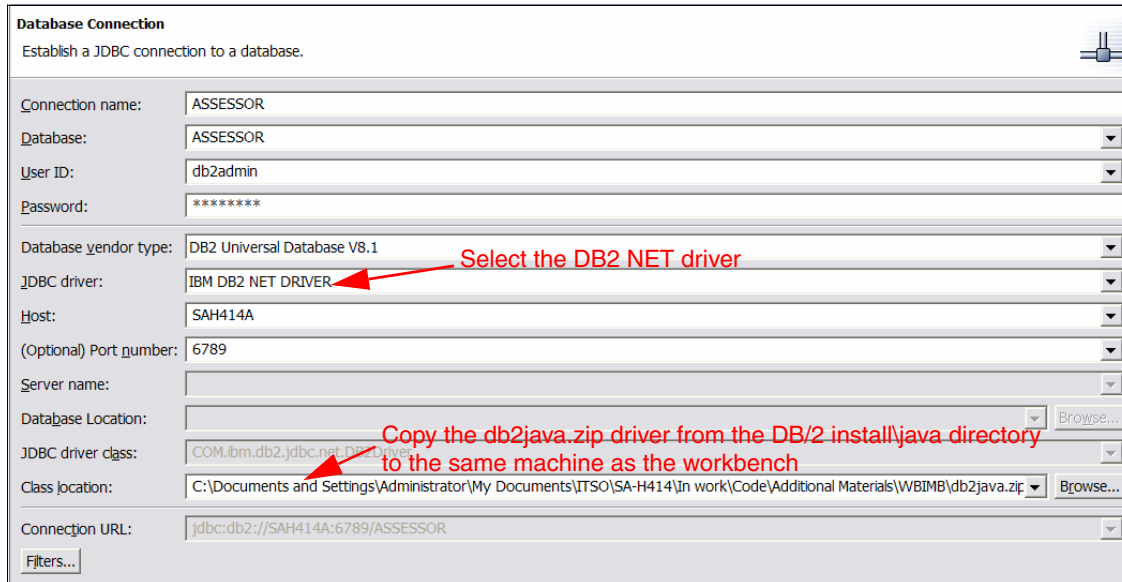 Database Connection
Establish a JDBC connection to a database.
Connection name: ASSESSOR
Database: ASSESSOR
User ID: db2admin
Password: ********
Database vendor type: DB2 Universal Database V8.1
Select the DB2 NET driver
JDBC driver: IBM DB2 NET DRIVER
Host: SAH414A
(Optional) Port number: 6789
Server name:
Database Location: Browse...
Copy the db2java.zip driver from the DB/2 install\java directory
JDBC driver class: COM.ibm.db2.jdbc.net.DB2Driver
to the same machine as the workbench
Class location: C:\Documents and Settings\Administrator\My Documents\ITSO\SA-H414\In work\Code\Additional Materials\WBIMB\db2java.zip Browse...
Connection URL: jdbc:db2://SAH414A:6789/ASSESSOR
Filters...